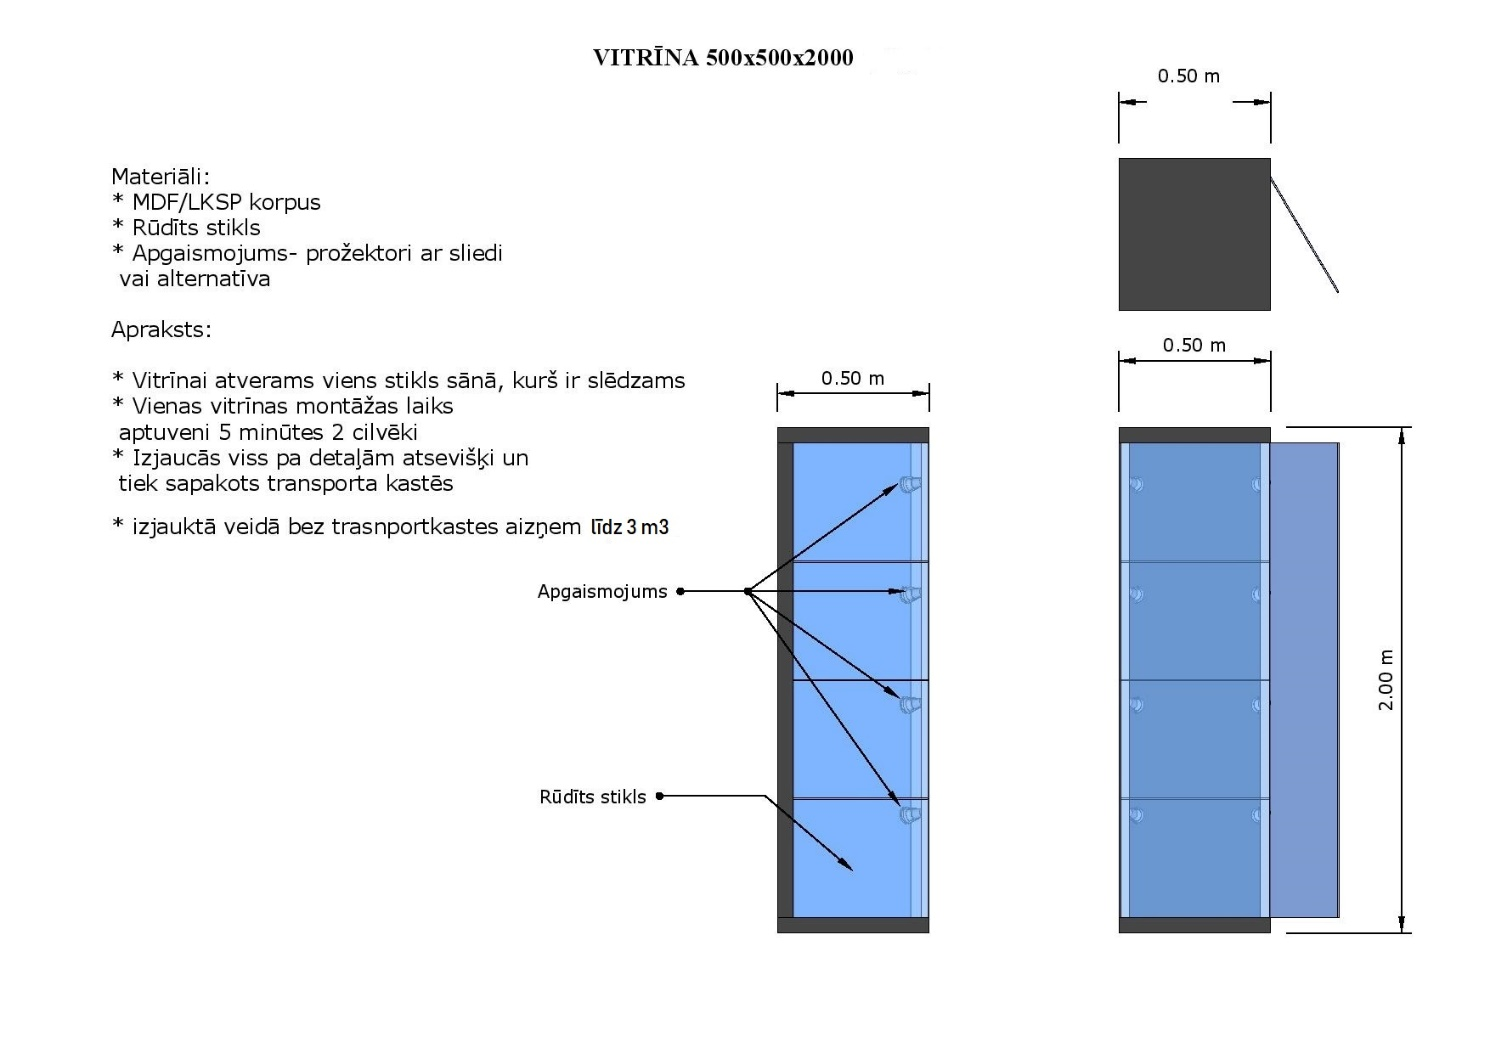 VITRĪNA 500x500x2000
0.50 m
Materiāli:
* MDF/LKSP korpus
* Rūdīts stikls
* Apgaismojums- prožektori ar sliedi
vai alternatīva
Apraksts:
* Vitrīnai atverams viens stikls sānā, kurš ir slēdzams
* Vienas vitrīnas montāžas laiks
aptuveni 5 minūtes 2 cilvēki
* Izjaucās viss pa detaļām atsevišķi un
tiek sapakots transporta kastēs
* izjauktā veidā bez trasnportkastes aizņem līdz 3 m3
0.50 m
0.50 m
Apgaismojums
2.00 m
Rūdīts stikls